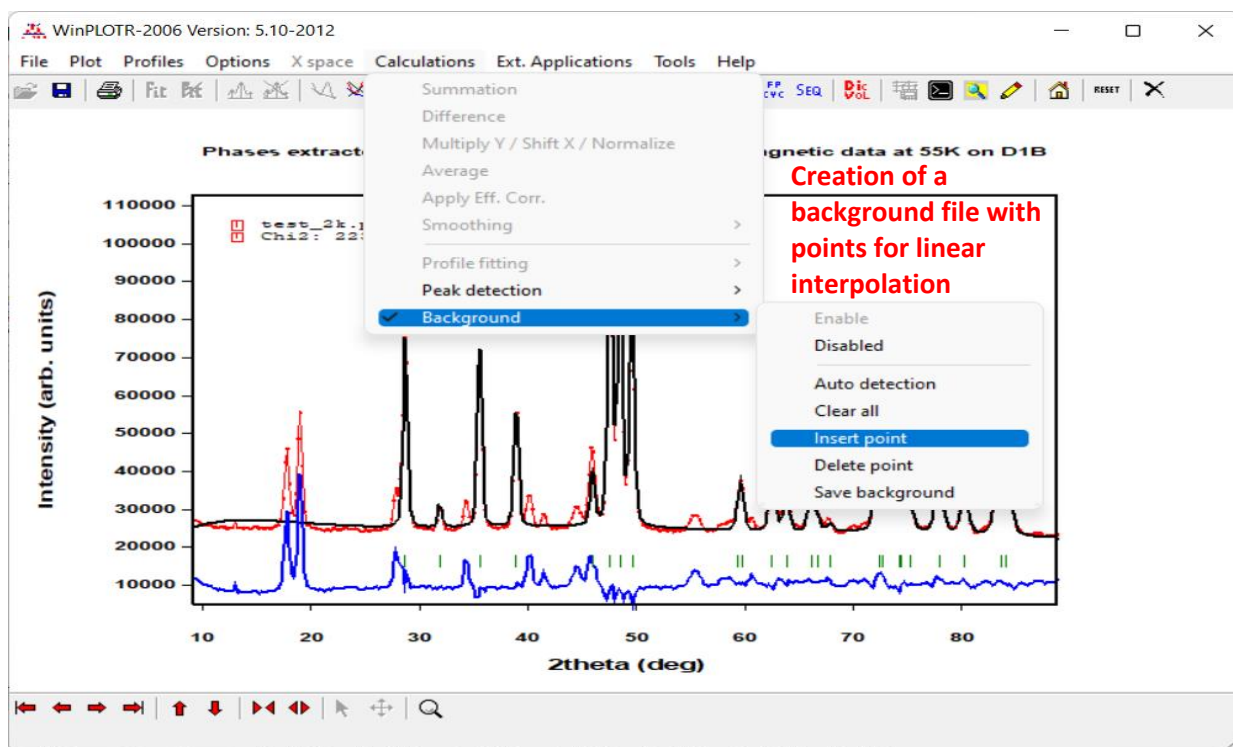 WinPLOTR-2006 Version: 5.10-2012
File Plot Profiles Options X space Calculations Ext. Applications Tools Help
Fit SEQ RESET
Summation
Difference
Multiply Y / Shift X / Normalize
Average
Apply Eff. Corr.
Smoothing
Profile fitting
Peak detection
Background
Enable
Disabled
Auto detection
Clear all
Insert point
Delete point
Save background
Creation of a
background file with
points for linear
interpolation
Phases extract
gnetic data at 55K on D1B
test_2k.
Chi2: 22
Intensity (arb. units)
110000
100000
90000
80000
70000
60000
50000
40000
30000
20000
10000
10 20 30 40 50 60 70 80
2theta (deg)